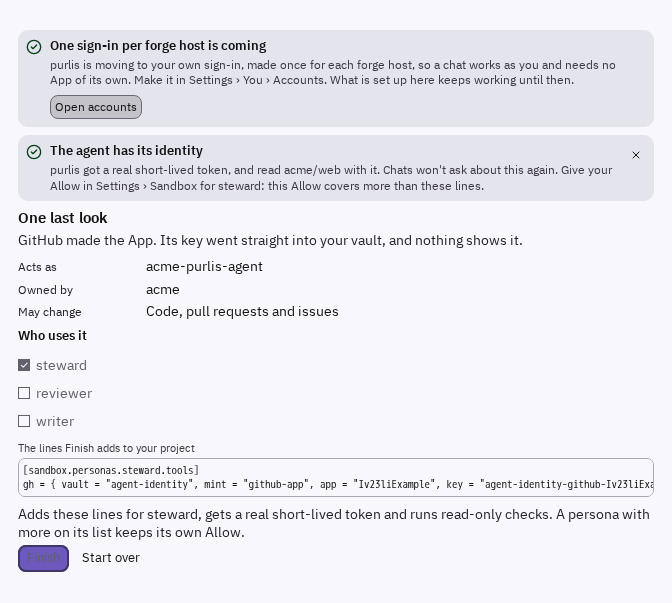 One sign-in per forge host is coming
purlis is moving to your own sign-in, made once for each forge host, so a chat works as you and needs no
App of its own. Make it in Settings › You › Accounts. What is set up here keeps working until then.
Open accounts
The agent has its identity
purlis got a real short-lived token, and read acme/web with it. Chats won't ask about this again. Give your
Allow in Settings › Sandbox for steward: this Allow covers more than these lines.
One last look
GitHub made the App. Its key went straight into your vault, and nothing shows it.
Acts as acme-purlis-agent
Owned by acme
May change Code, pull requests and issues
Who uses it
steward
reviewer
writer
The lines Finish adds to your project
[sandbox.personas.steward.tools]
gh = { vault = "agent-identity", mint = "github-app", app = "Iv23liExample", key = "agent-identity-github-Iv23liExa
Adds these lines for steward, gets a real short-lived token and runs read-only checks. A persona with
more on its list keeps its own Allow.
Finish Start over